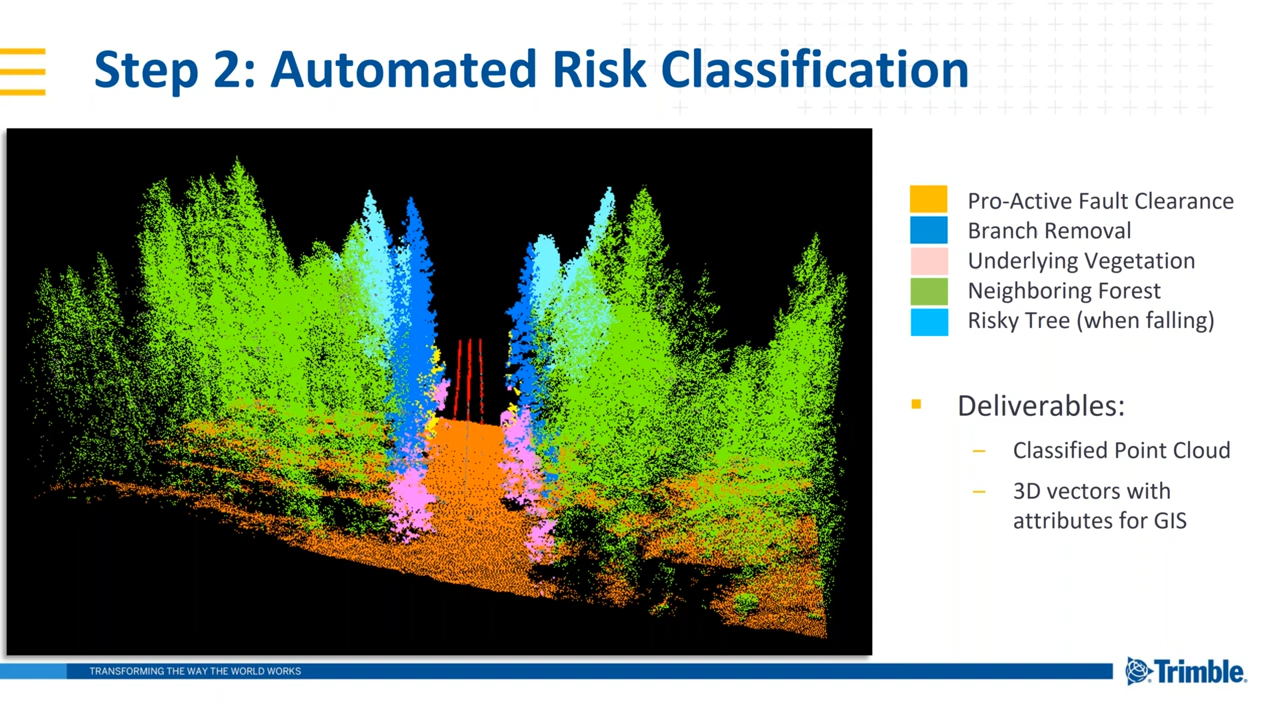 Step 2: Automated Risk Classification
Pro-Active Fault Clearance
Branch Removal
Underlying Vegetation
Neighboring Forest
Risky Tree (when falling)
▪ Deliverables:
– Classified Point Cloud
– 3D vectors with
attributes for GIS
TRANSFORMING THE WAY THE WORLD WORKS
Trimble.